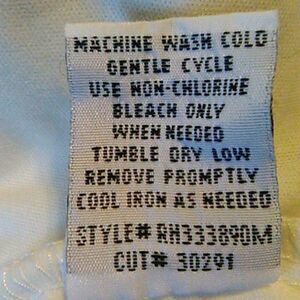 MACHINE WASH COLD
GENTLE CYCLE
USE NON-CHLORINE
BLEACH ONLY
WHEN NEEDED
TUMBLE DRY LOW
REMOVE PROMPTLY
COOL IRON AS NEEDED
STYLE# RH333890M
CUT# 30291